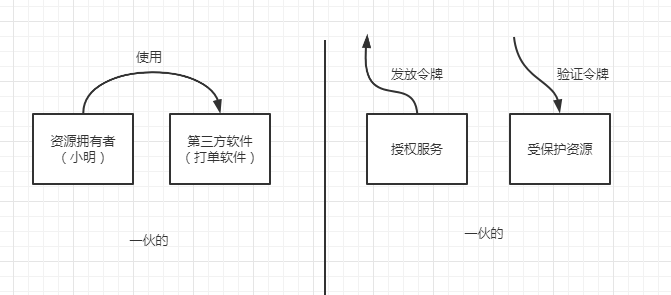 使用
资源拥有者
（小明）
第三方软件
（打单软件）
一伙的
发放令牌
验证令牌
授权服务
受保护资源
一伙的